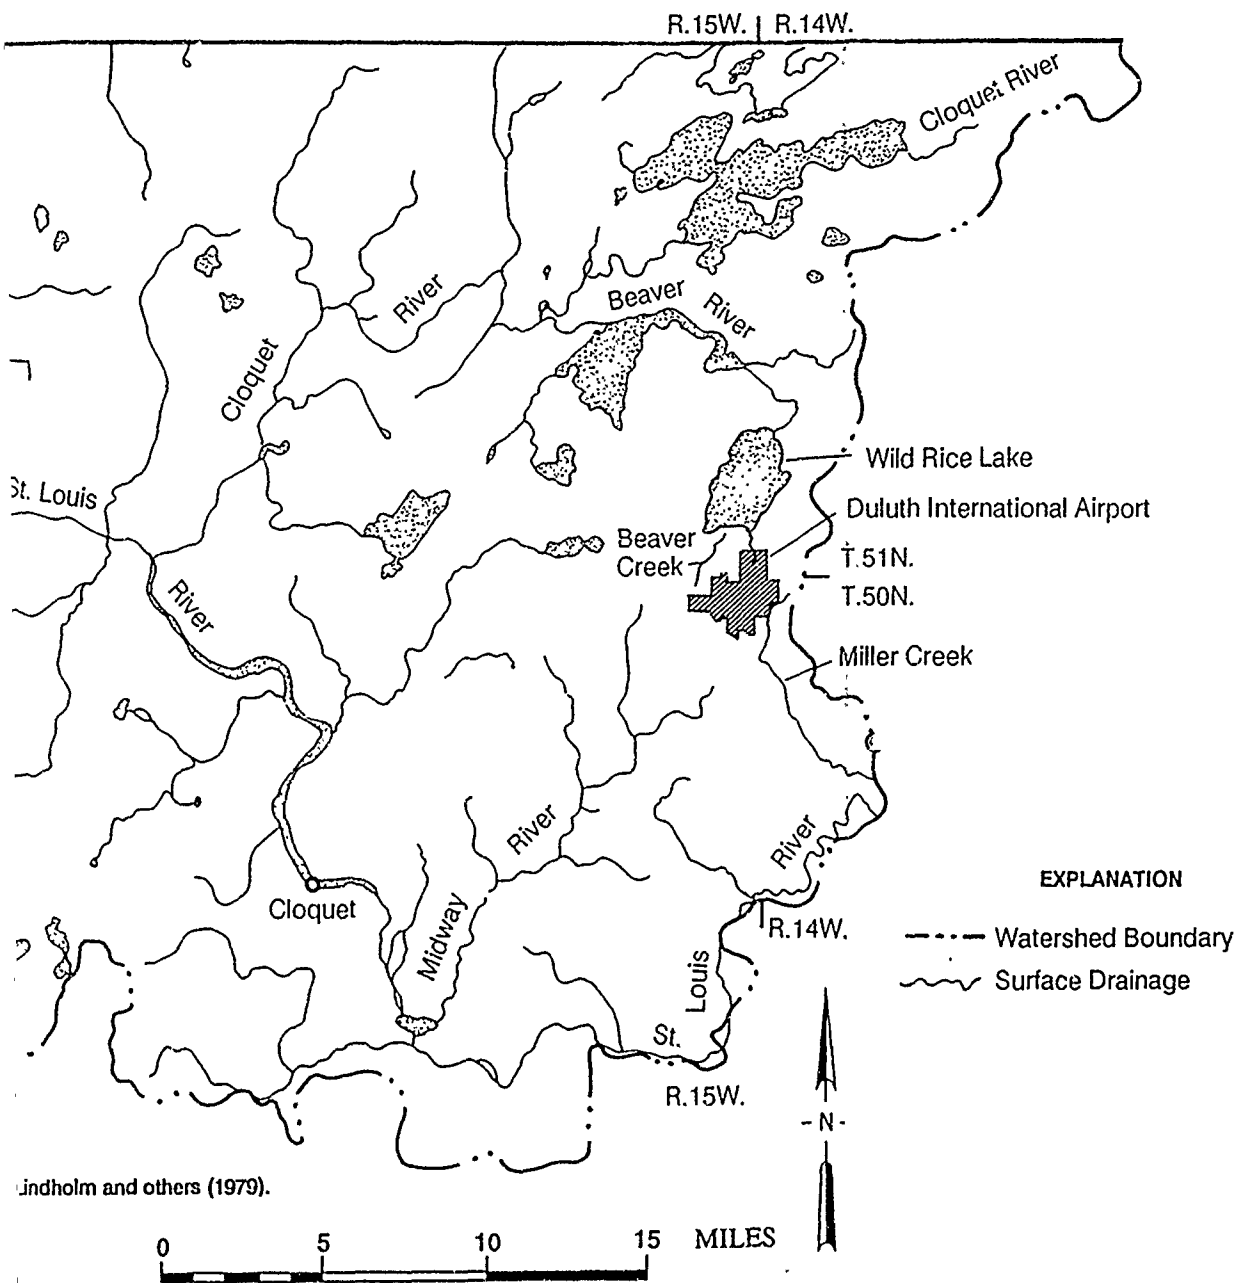 R.15W. R.14W.
Cloquet River
River
Beaver
River
Cloquet
Wild Rice Lake
St. Louis
Duluth International Airport
Beaver
Creek
T.51N.
T.50N.
River
Miller Creek
River
River
EXPLANATION
Cloquet
Midway
R.14W.
Watershed Boundary
Louis
Surface Drainage
St.
R.15W.
- N -
indholm and others (1979).
0 5 10 15 MILES